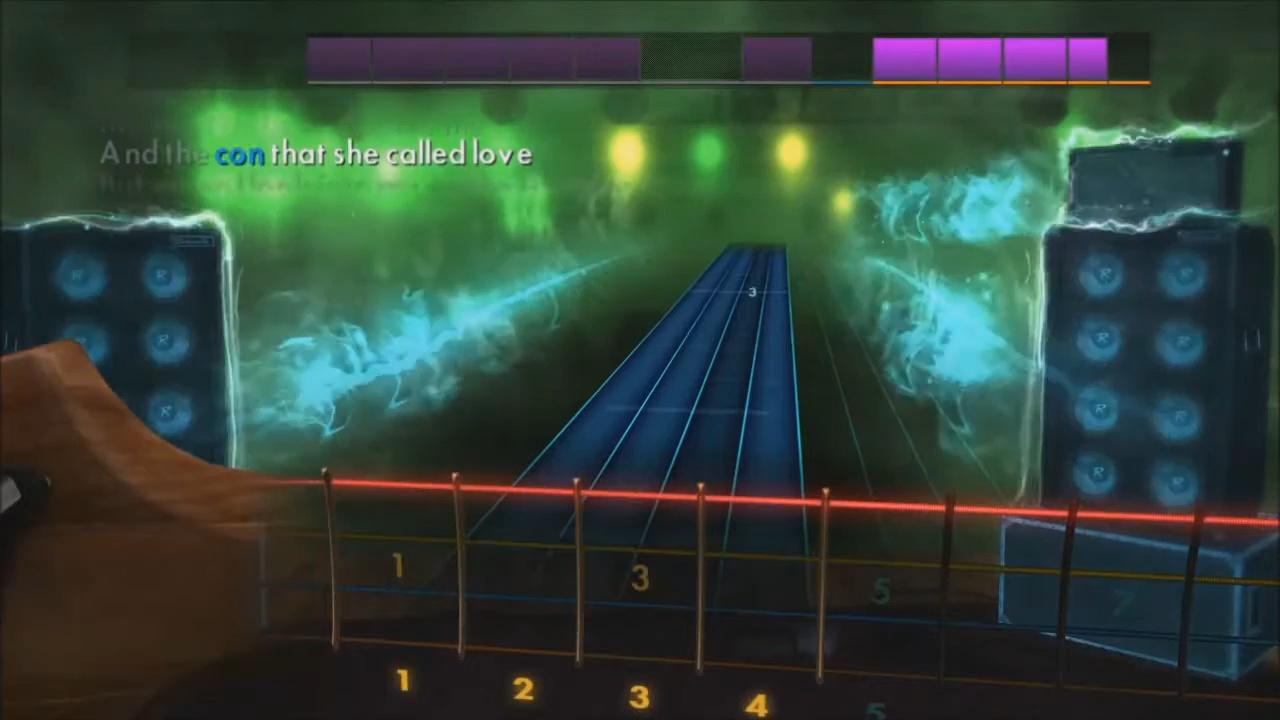 And the con that she called love
3
1 3 5 7
1 2 3 4 5